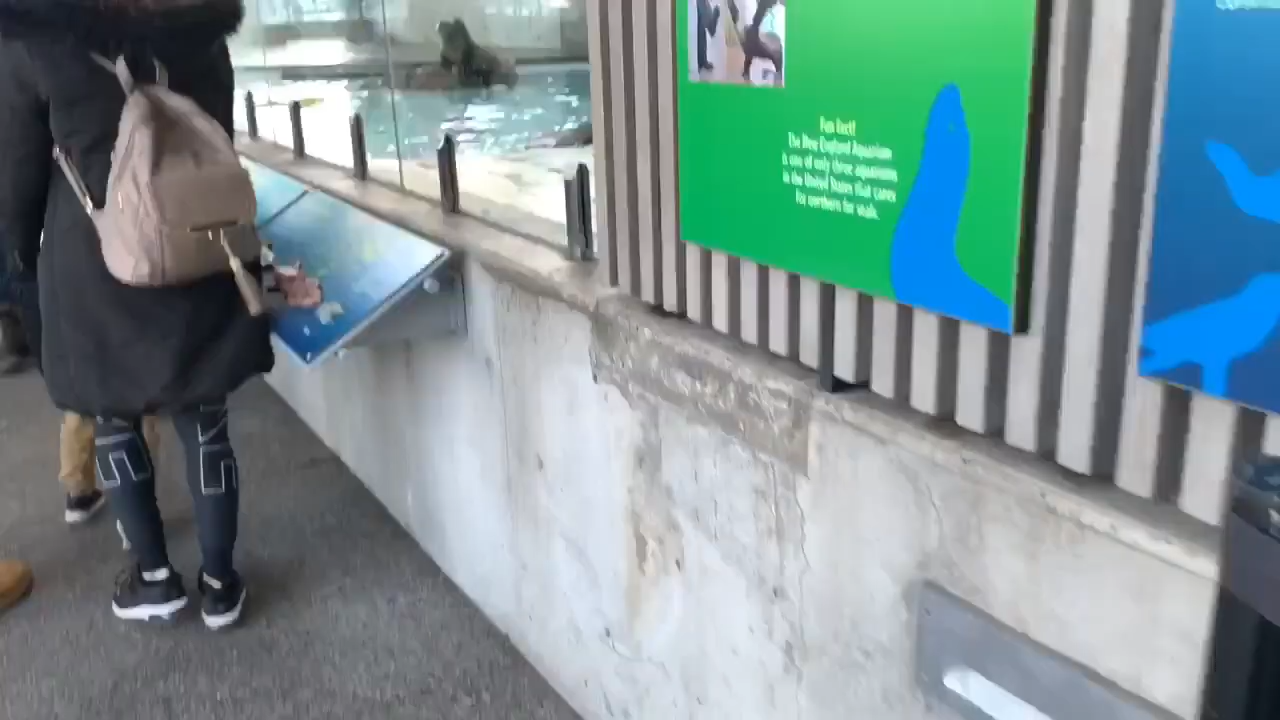 Fun Fact!
The New England Aquarium
is one of only three aquariums
in the United States that cares
for northern fur seals.